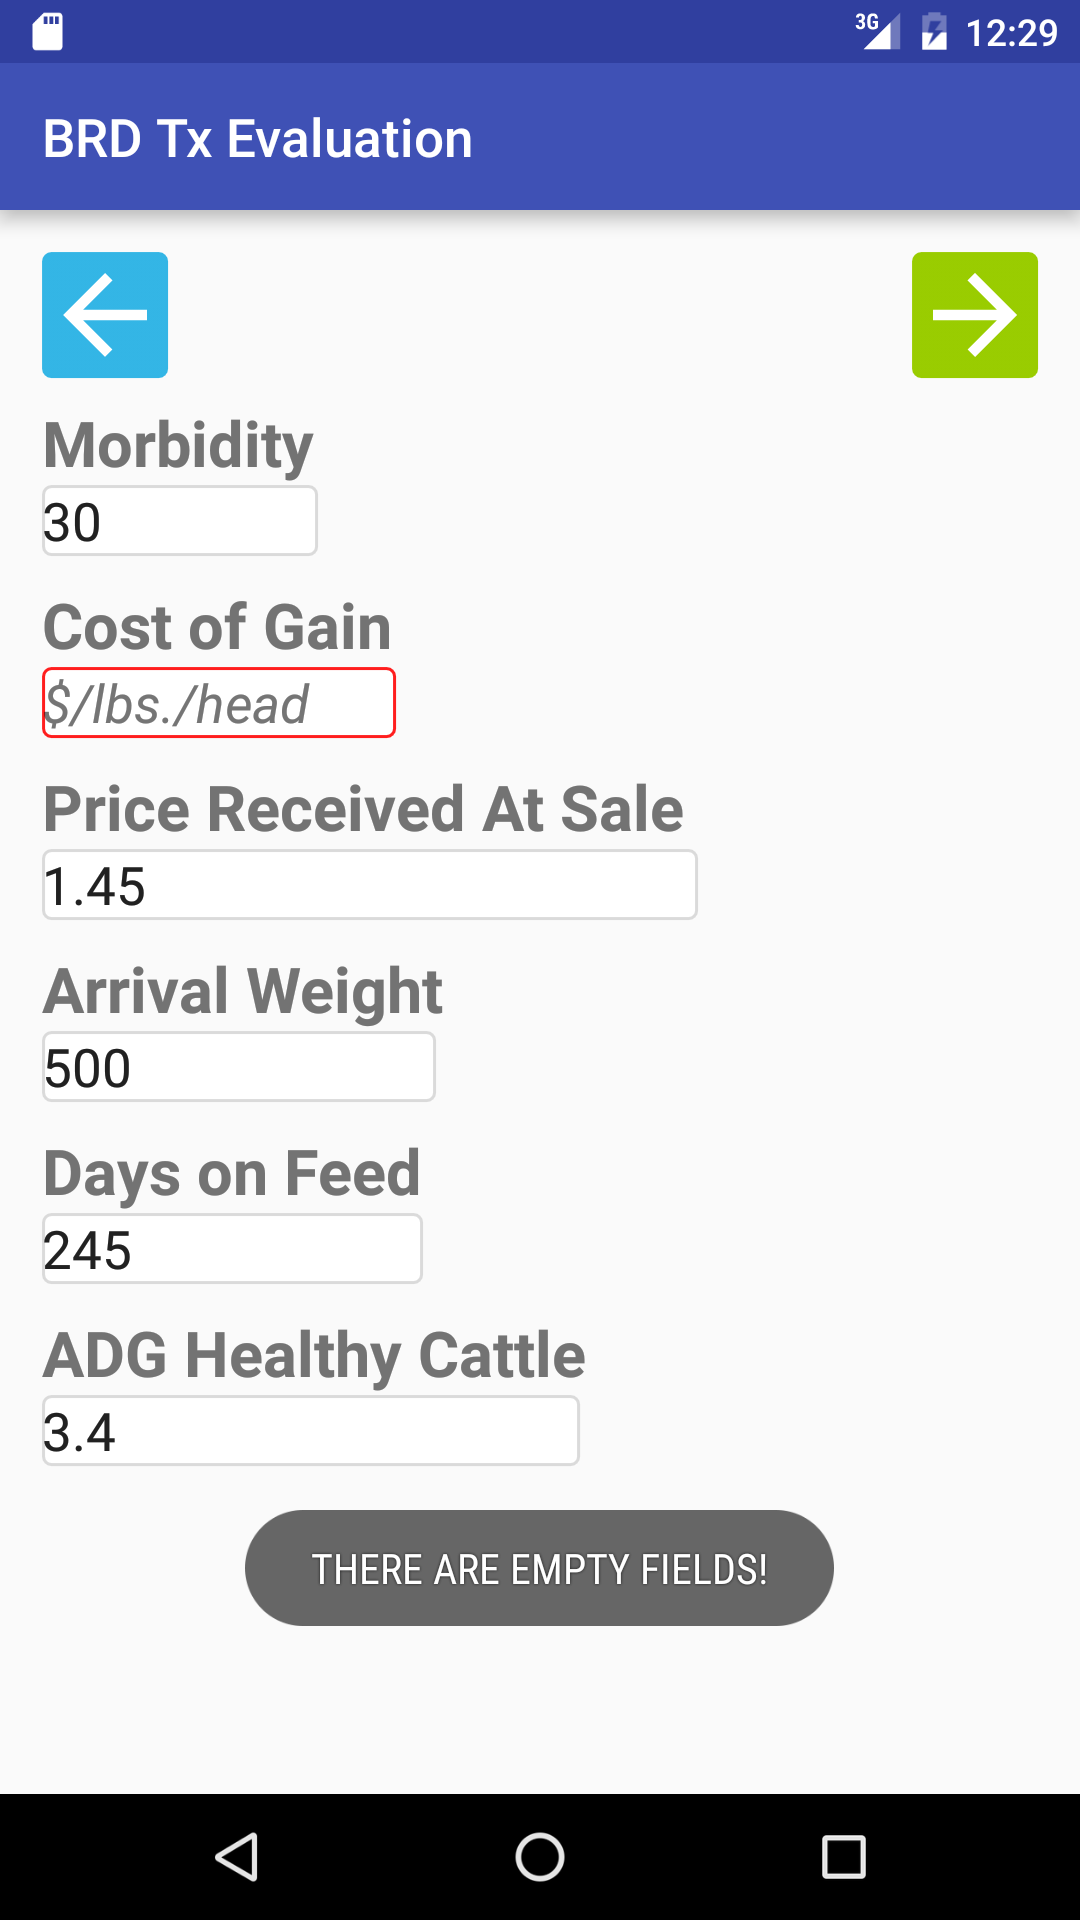 3G 12:29
BRD Tx Evaluation
Morbidity
30
Cost of Gain
$/lbs./head
Price Received At Sale
1.45
Arrival Weight
500
Days on Feed
245
ADG Healthy Cattle
3.4
THERE ARE EMPTY FIELDS!